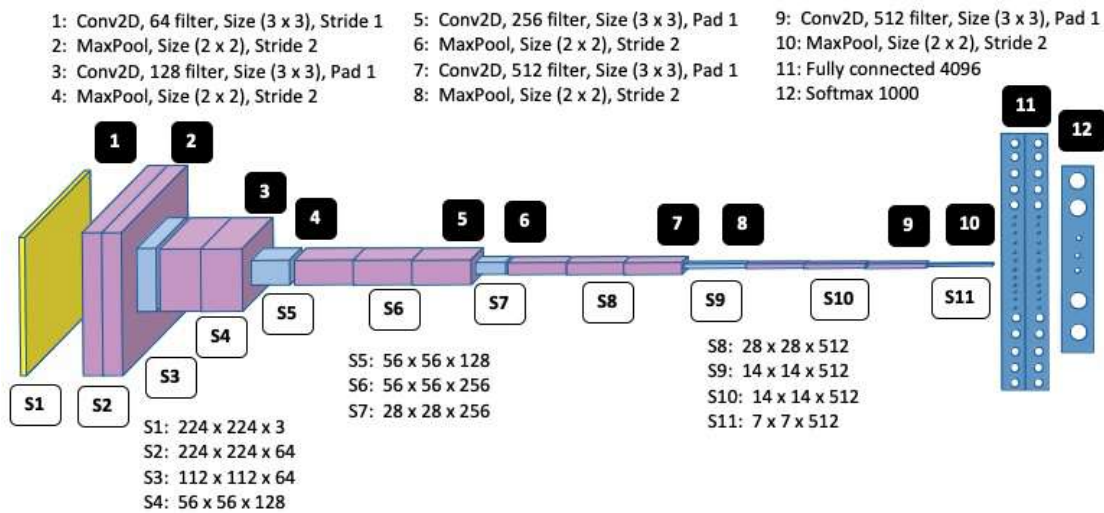 1: Conv2D, 64 filter, Size (3 x 3), Stride 1
2: MaxPool, Size (2 x 2), Stride 2
3: Conv2D, 128 filter, Size (3 x 3), Pad 1
4: MaxPool, Size (2 x 2), Stride 2
5: Conv2D, 256 filter, Size (3 x 3), Pad 1
6: MaxPool, Size (2 x 2), Stride 2
7: Conv2D, 512 filter, Size (3 x 3), Pad 1
8: MaxPool, Size (2 x 2), Stride 2
9: Conv2D, 512 filter, Size (3 x 3), Pad 1
10: MaxPool, Size (2 x 2), Stride 2
11: Fully connected 4096
12: Softmax 1000
1
2
3
4
5
6
7
8
9
10
11
12
S1
S2
S3
S4
S5
S6
S7
S8
S9
S10
S11
S1: 224 x 224 x 3
S2: 224 x 224 x 64
S3: 112 x 112 x 64
S4: 56 x 56 x 128
S5: 56 x 56 x 128
S6: 56 x 56 x 256
S7: 28 x 28 x 256
S8: 28 x 28 x 512
S9: 14 x 14 x 512
S10: 14 x 14 x 512
S11: 7 x 7 x 512